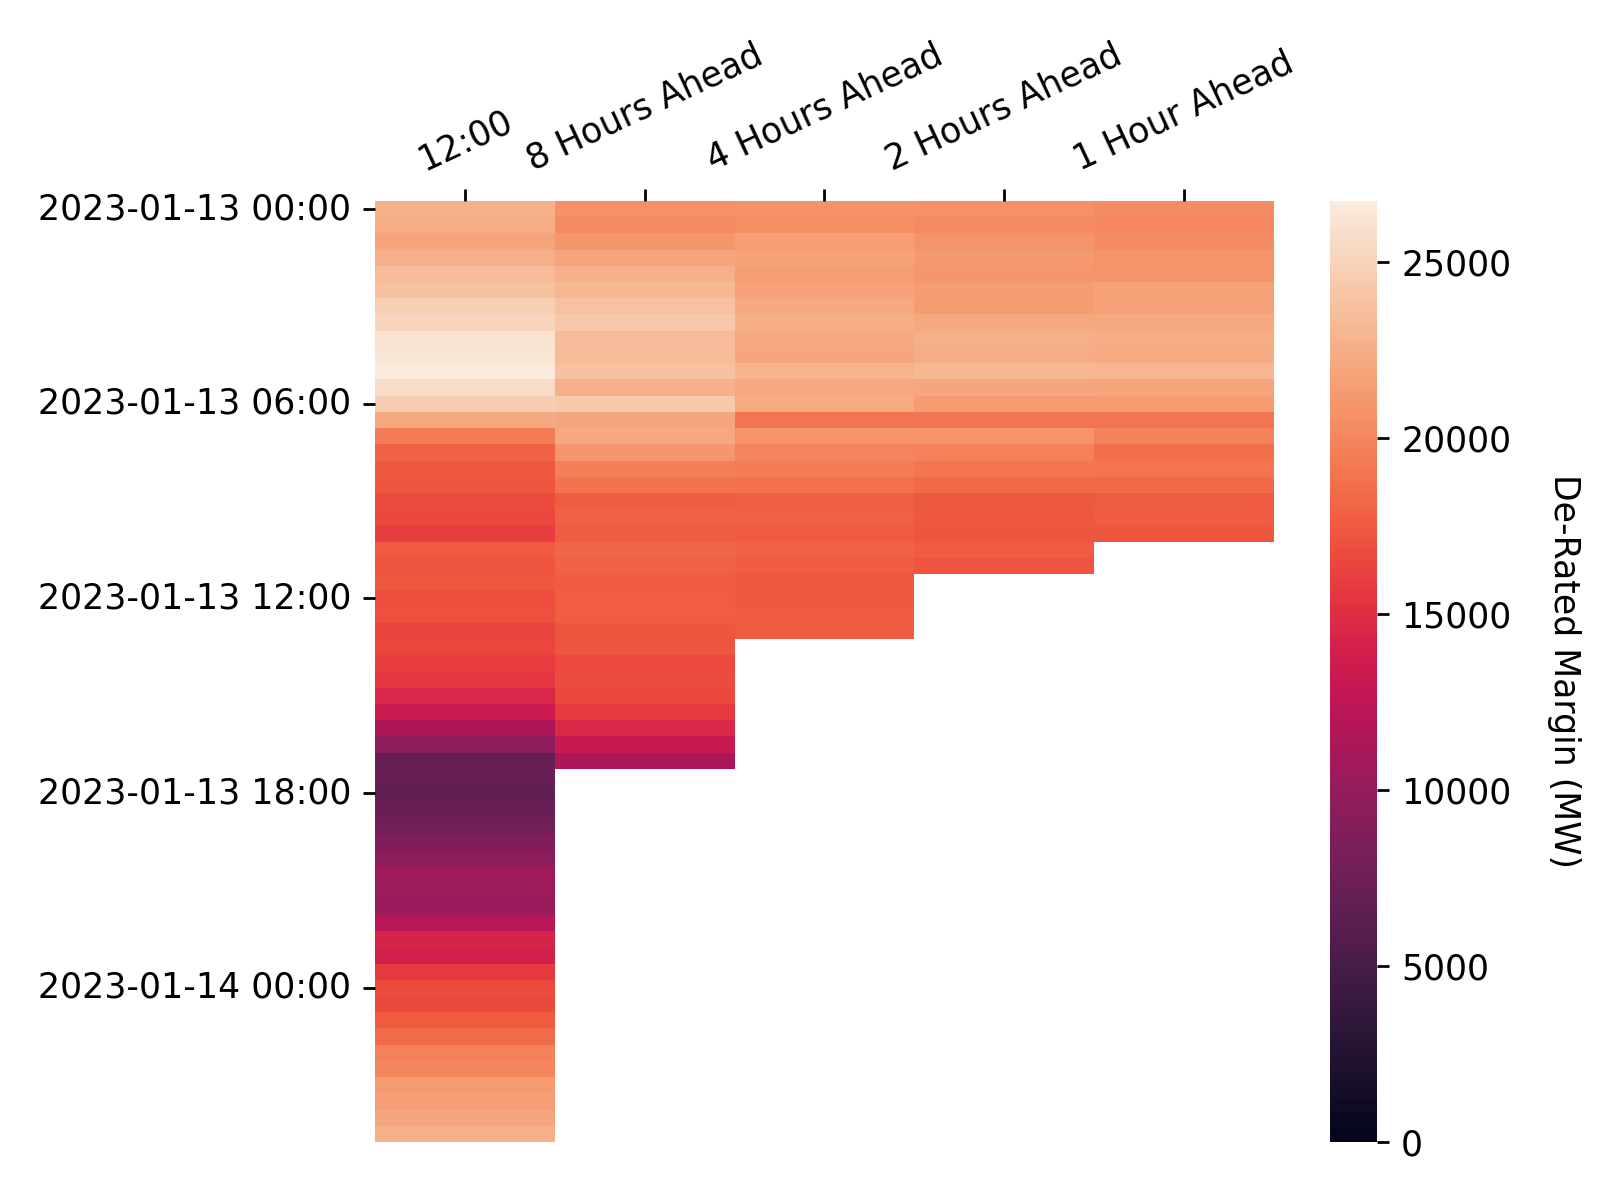 12:00
8 Hours Ahead
4 Hours Ahead
2 Hours Ahead
1 Hour Ahead
2023-01-13 00:00
2023-01-13 06:00
2023-01-13 12:00
2023-01-13 18:00
2023-01-14 00:00
25000
20000
15000
10000
5000
0
De-Rated Margin (MW)